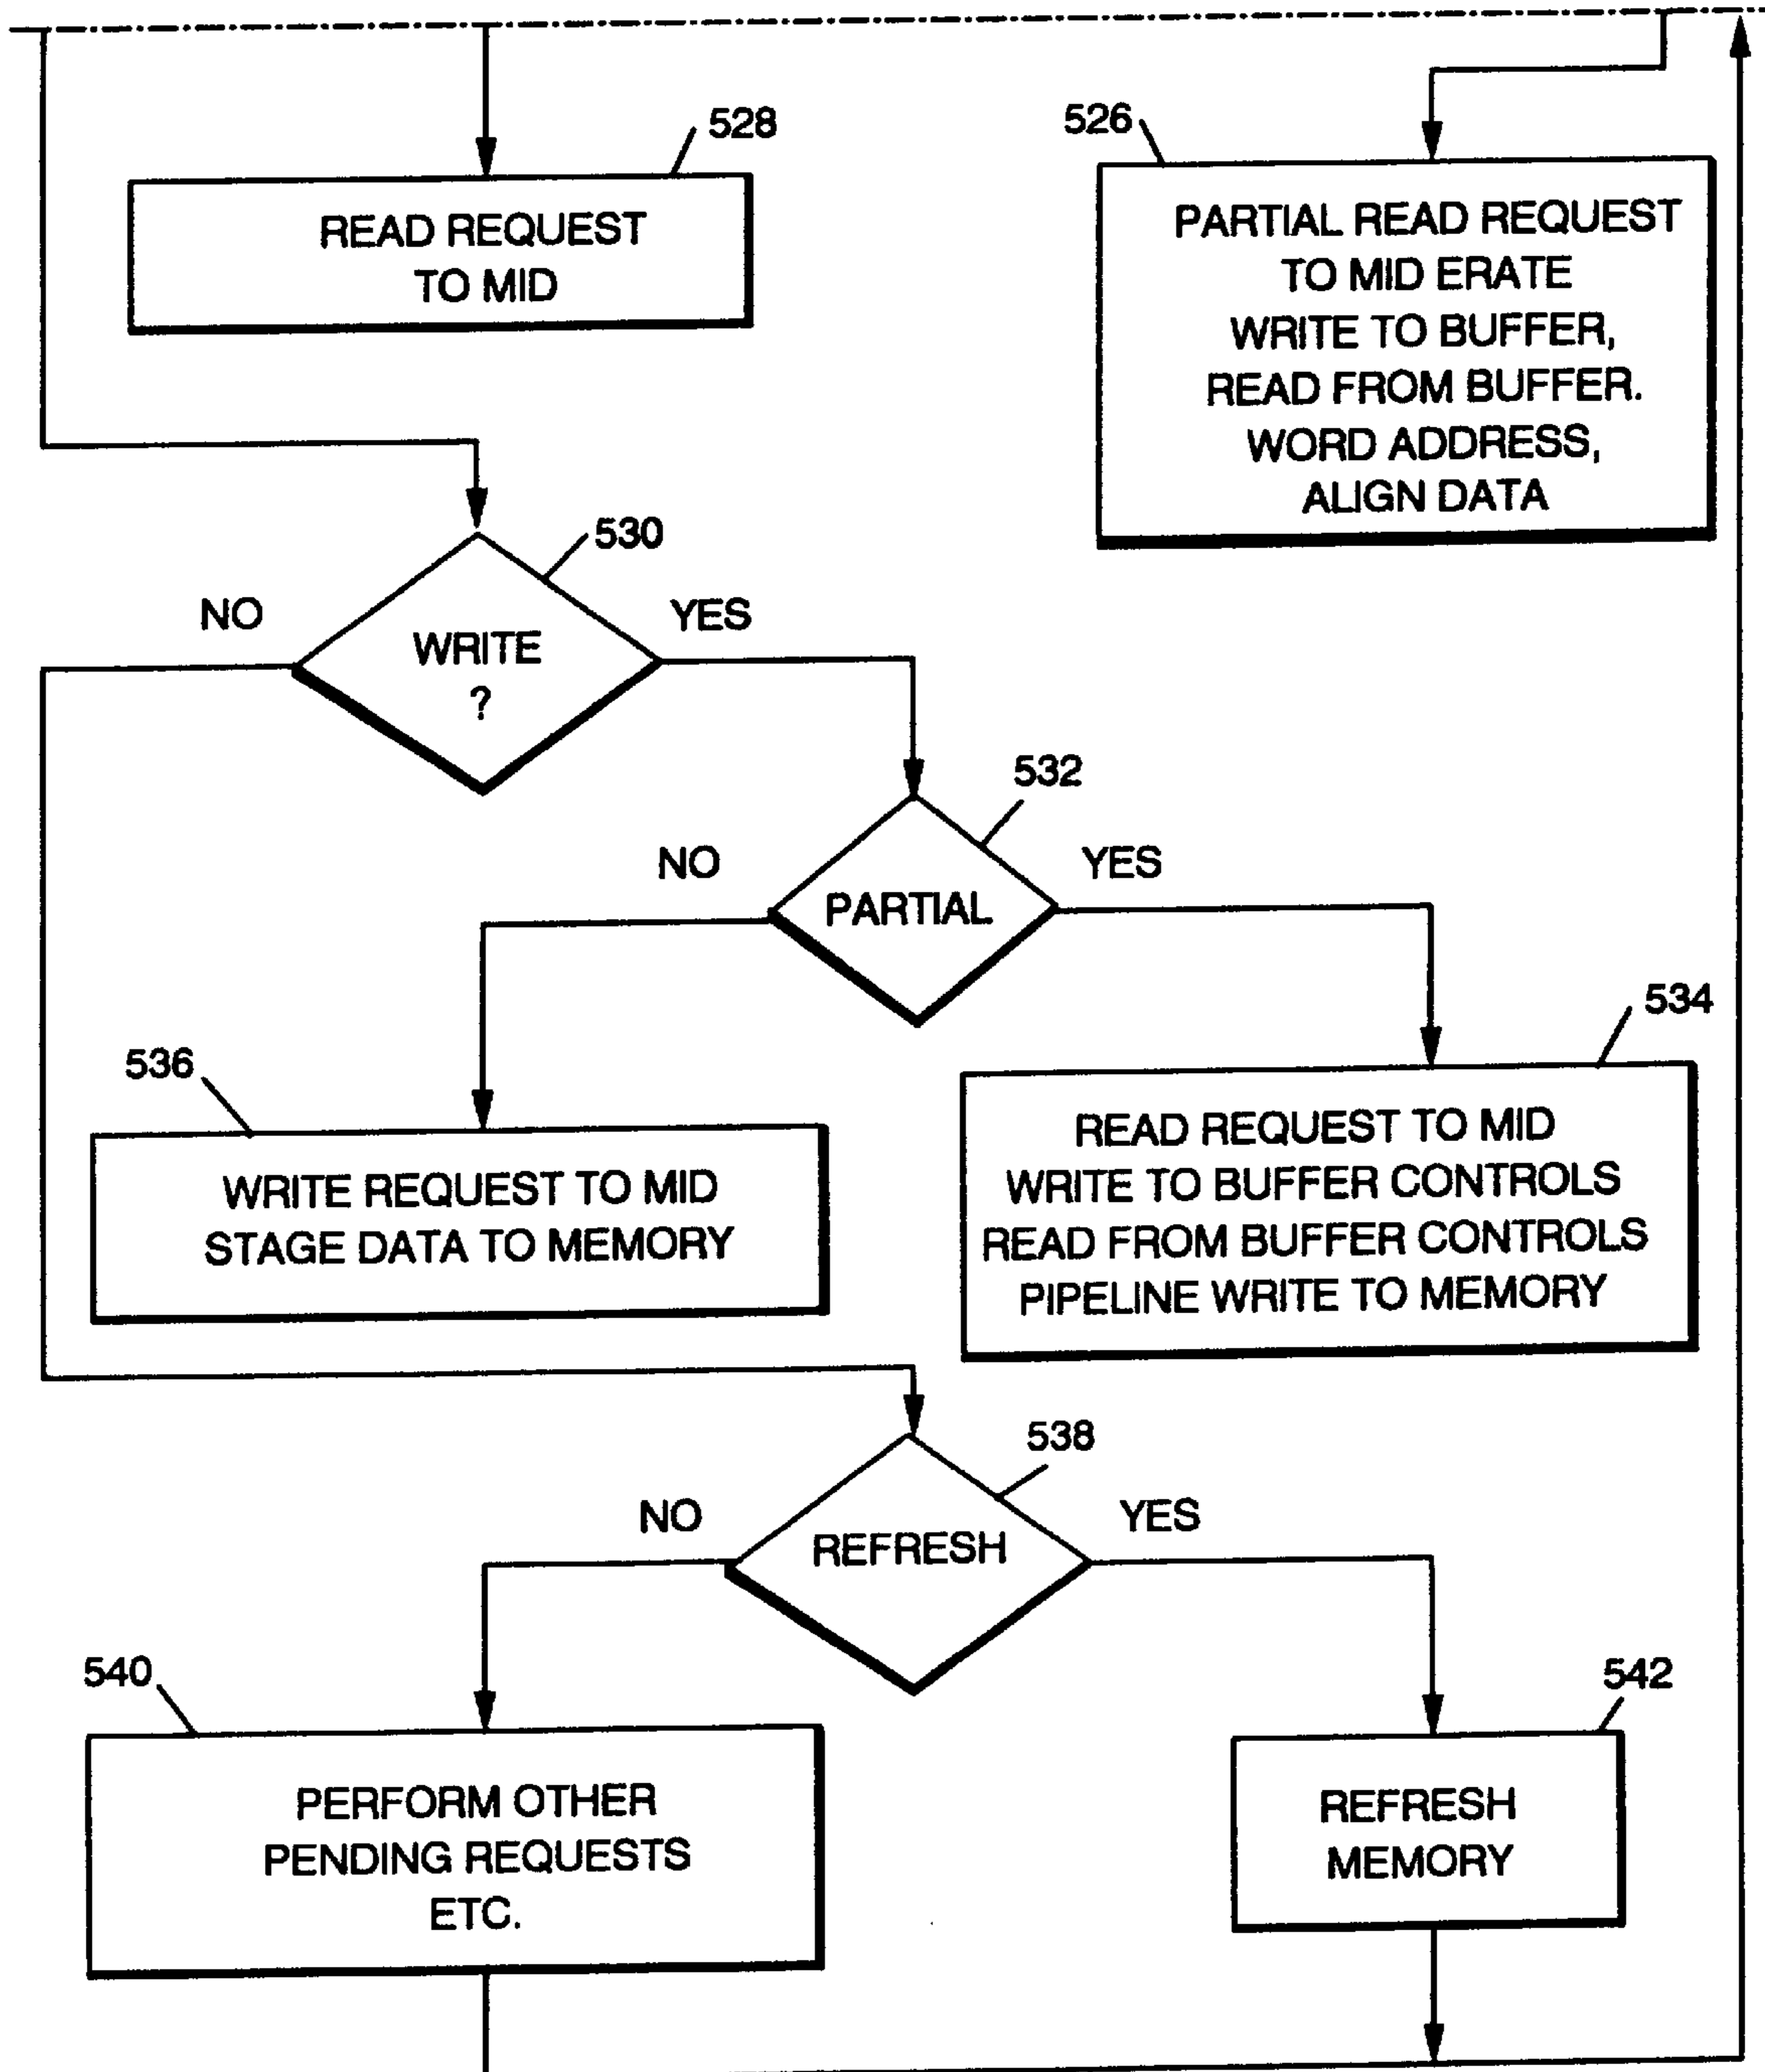 528
READ REQUEST
TO MID
526
PARTIAL READ REQUEST
TO MID ERATE
WRITE TO BUFFER,
READ FROM BUFFER.
WORD ADDRESS,
ALIGN DATA
530
NO
YES
WRITE
?
532
NO
YES
PARTIAL
536
WRITE REQUEST TO MID
STAGE DATA TO MEMORY
534
READ REQUEST TO MID
WRITE TO BUFFER CONTROLS
READ FROM BUFFER CONTROLS
PIPELINE WRITE TO MEMORY
538
NO
YES
REFRESH
540
PERFORM OTHER
PENDING REQUESTS
ETC.
542
REFRESH
MEMORY